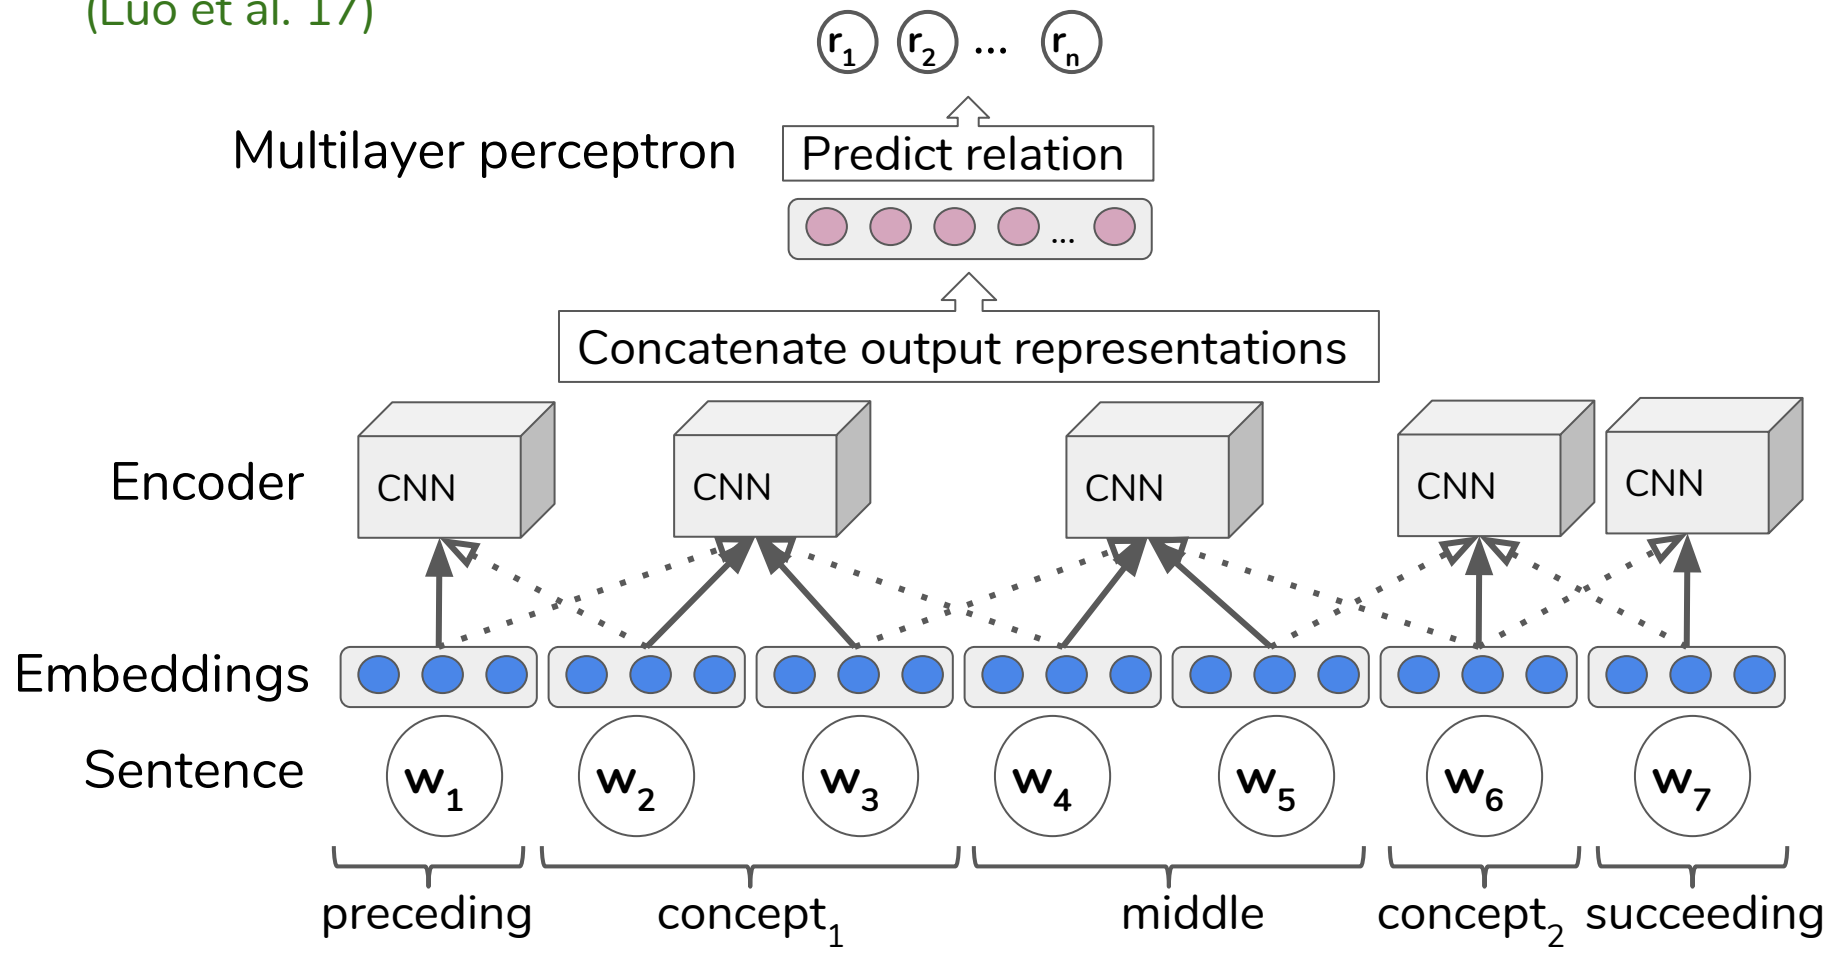 (Luo et al. 17)
r1 r2 ... rn
Multilayer perceptron Predict relation
...
Concatenate output representations
Encoder CNN CNN CNN CNN CNN
Embeddings
Sentence w1 w2 w3 w4 w5 w6 w7
preceding concept1 middle concept2 succeeding